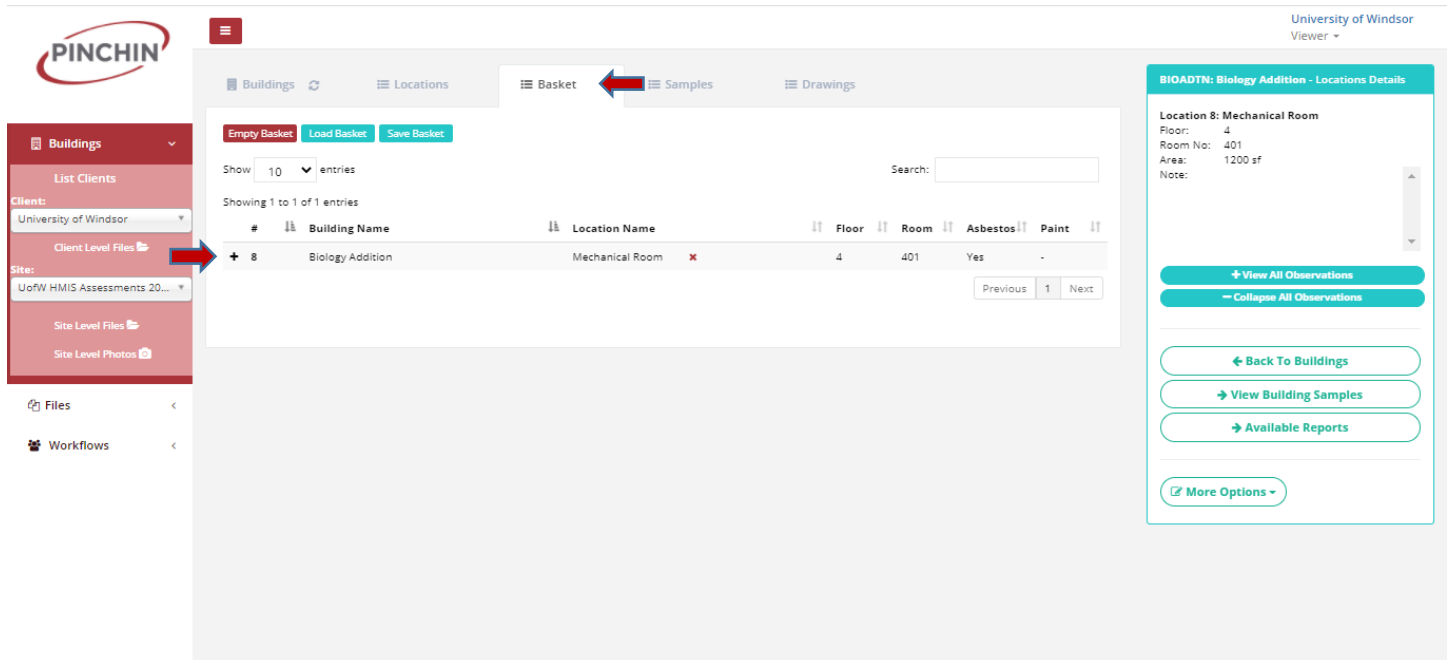 PINCHIN
University of Windsor
Viewer
Buildings
List Clients
Client:
University of Windsor
Client Level Files
Site:
UofW HMIS Assessments 20...
Site Level Files
Site Level Photos
Files
Workflows
Buildings Locations Basket Samples Drawings
Empty Basket Load Basket Save Basket
Show 10 entries Search:
Showing 1 to 1 of 1 entries
# Building Name Location Name Floor Room Asbestos Paint
+ 8 Biology Addition Mechanical Room × 4 401 Yes -
Previous 1 Next
BIOADTN: Biology Addition - Locations Details
Location 8: Mechanical Room
Floor: 4
Room No: 401
Area: 1200 sf
Note:
+ View All Observations
− Collapse All Observations
← Back To Buildings
→ View Building Samples
→ Available Reports
More Options